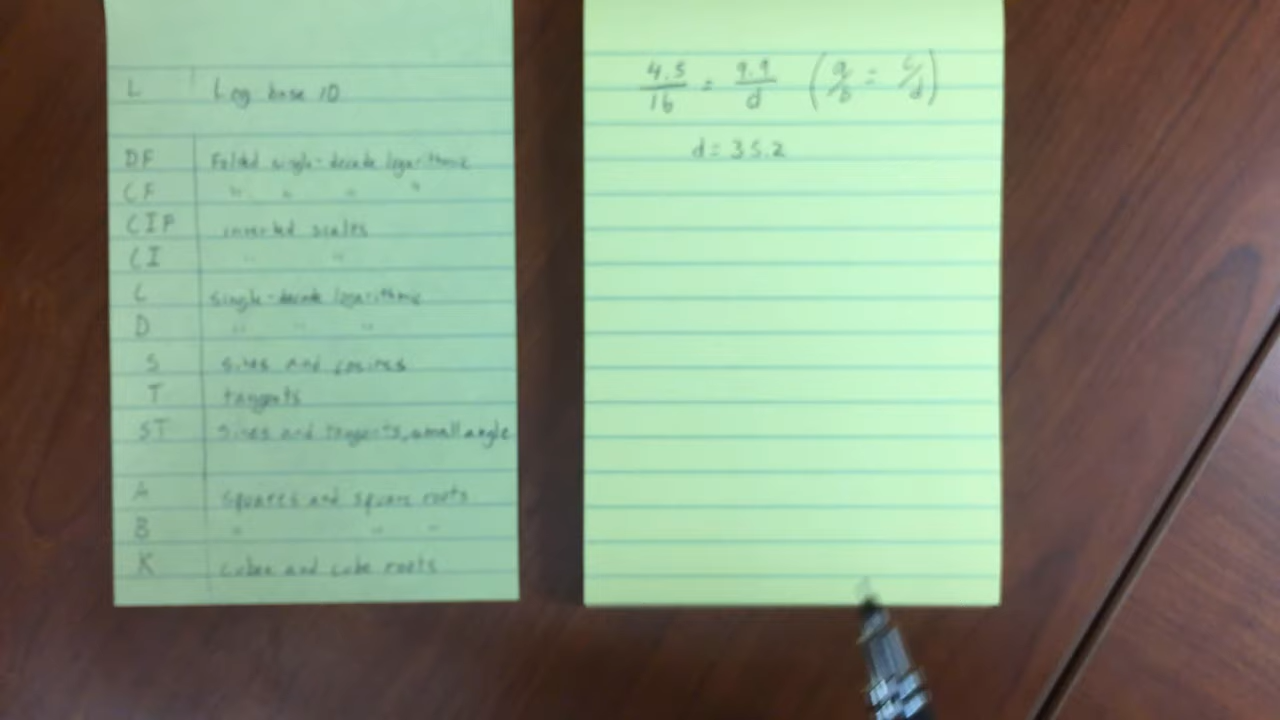 L Log base 10
DF Folded single-decade logarithmic
CF " " " "
CIF inverted scales
CI " "
C single-decade logarithmic
D " " "
S sines and cosines
T tangents
ST sines and tangents, small angle
A squares and square roots
B " " "
K cubes and cube roots
4.5/16 = 9.9/d (a/b = c/d)
d = 35.2